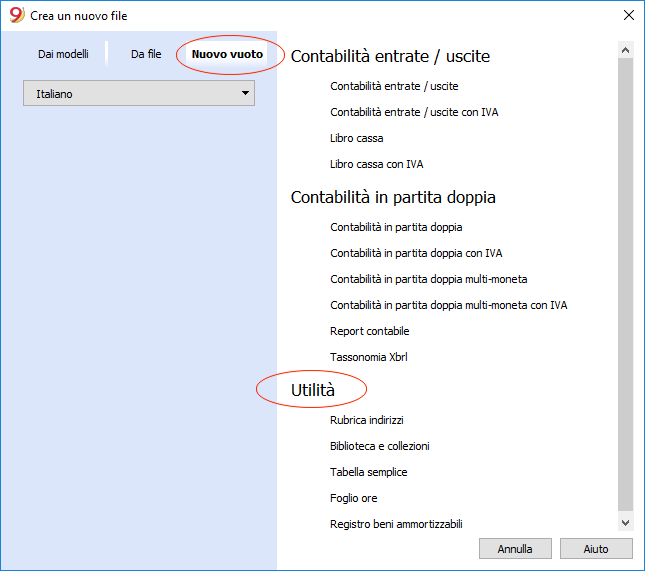 9 Crea un nuovo file
Dai modelli Da file Nuovo vuoto
Italiano
Contabilità entrate / uscite
Contabilità entrate / uscite
Contabilità entrate / uscite con IVA
Libro cassa
Libro cassa con IVA
Contabilità in partita doppia
Contabilità in partita doppia
Contabilità in partita doppia con IVA
Contabilità in partita doppia multi-moneta
Contabilità in partita doppia multi-moneta con IVA
Report contabile
Tassonomia Xbrl
Utilità
Rubrica indirizzi
Biblioteca e collezioni
Tabella semplice
Foglio ore
Registro beni ammortizzabili
Annulla Aiuto